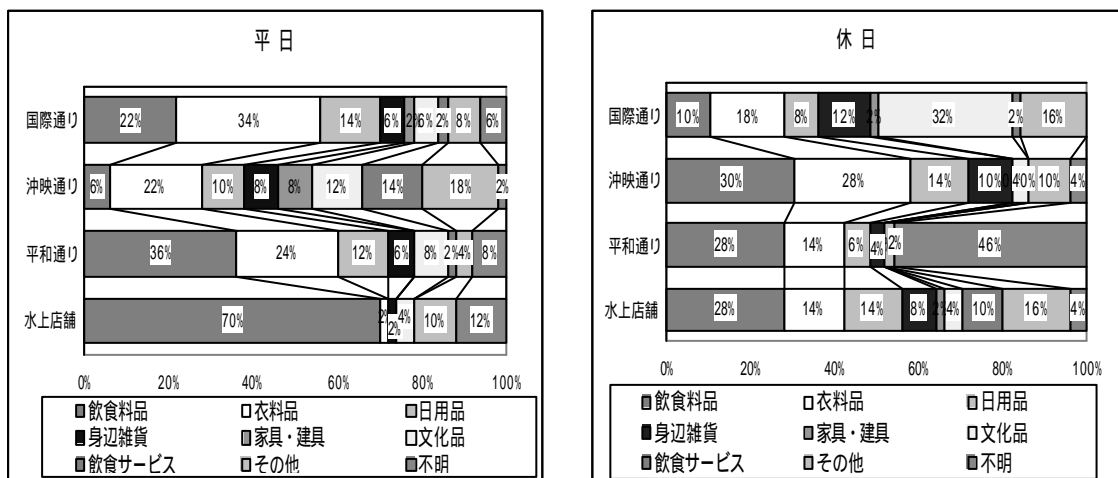 平 日
国際通り 22% 34% 14% 6% 2% 6% 2% 8% 6%
沖映通り 6% 22% 10% 8% 8% 12% 14% 18% 2%
平和通り 36% 24% 12% 6% 8% 2% 4% 8%
水上店舗 70% 2% 2% 4% 10% 12%
0% 20% 40% 60% 80% 100%
飲食料品 衣料品 日用品
身辺雑貨 家具・建具 文化品
飲食サービス その他 不明
休 日
国際通り 10% 18% 8% 12% 2% 32% 2% 16%
沖映通り 30% 28% 14% 10% 4% 10% 4%
平和通り 28% 14% 6% 4% 2% 46%
水上店舗 28% 14% 14% 8% 2% 4% 10% 16% 4%
0% 20% 40% 60% 80% 100%
飲食料品 衣料品 日用品
身辺雑貨 家具・建具 文化品
飲食サービス その他 不明